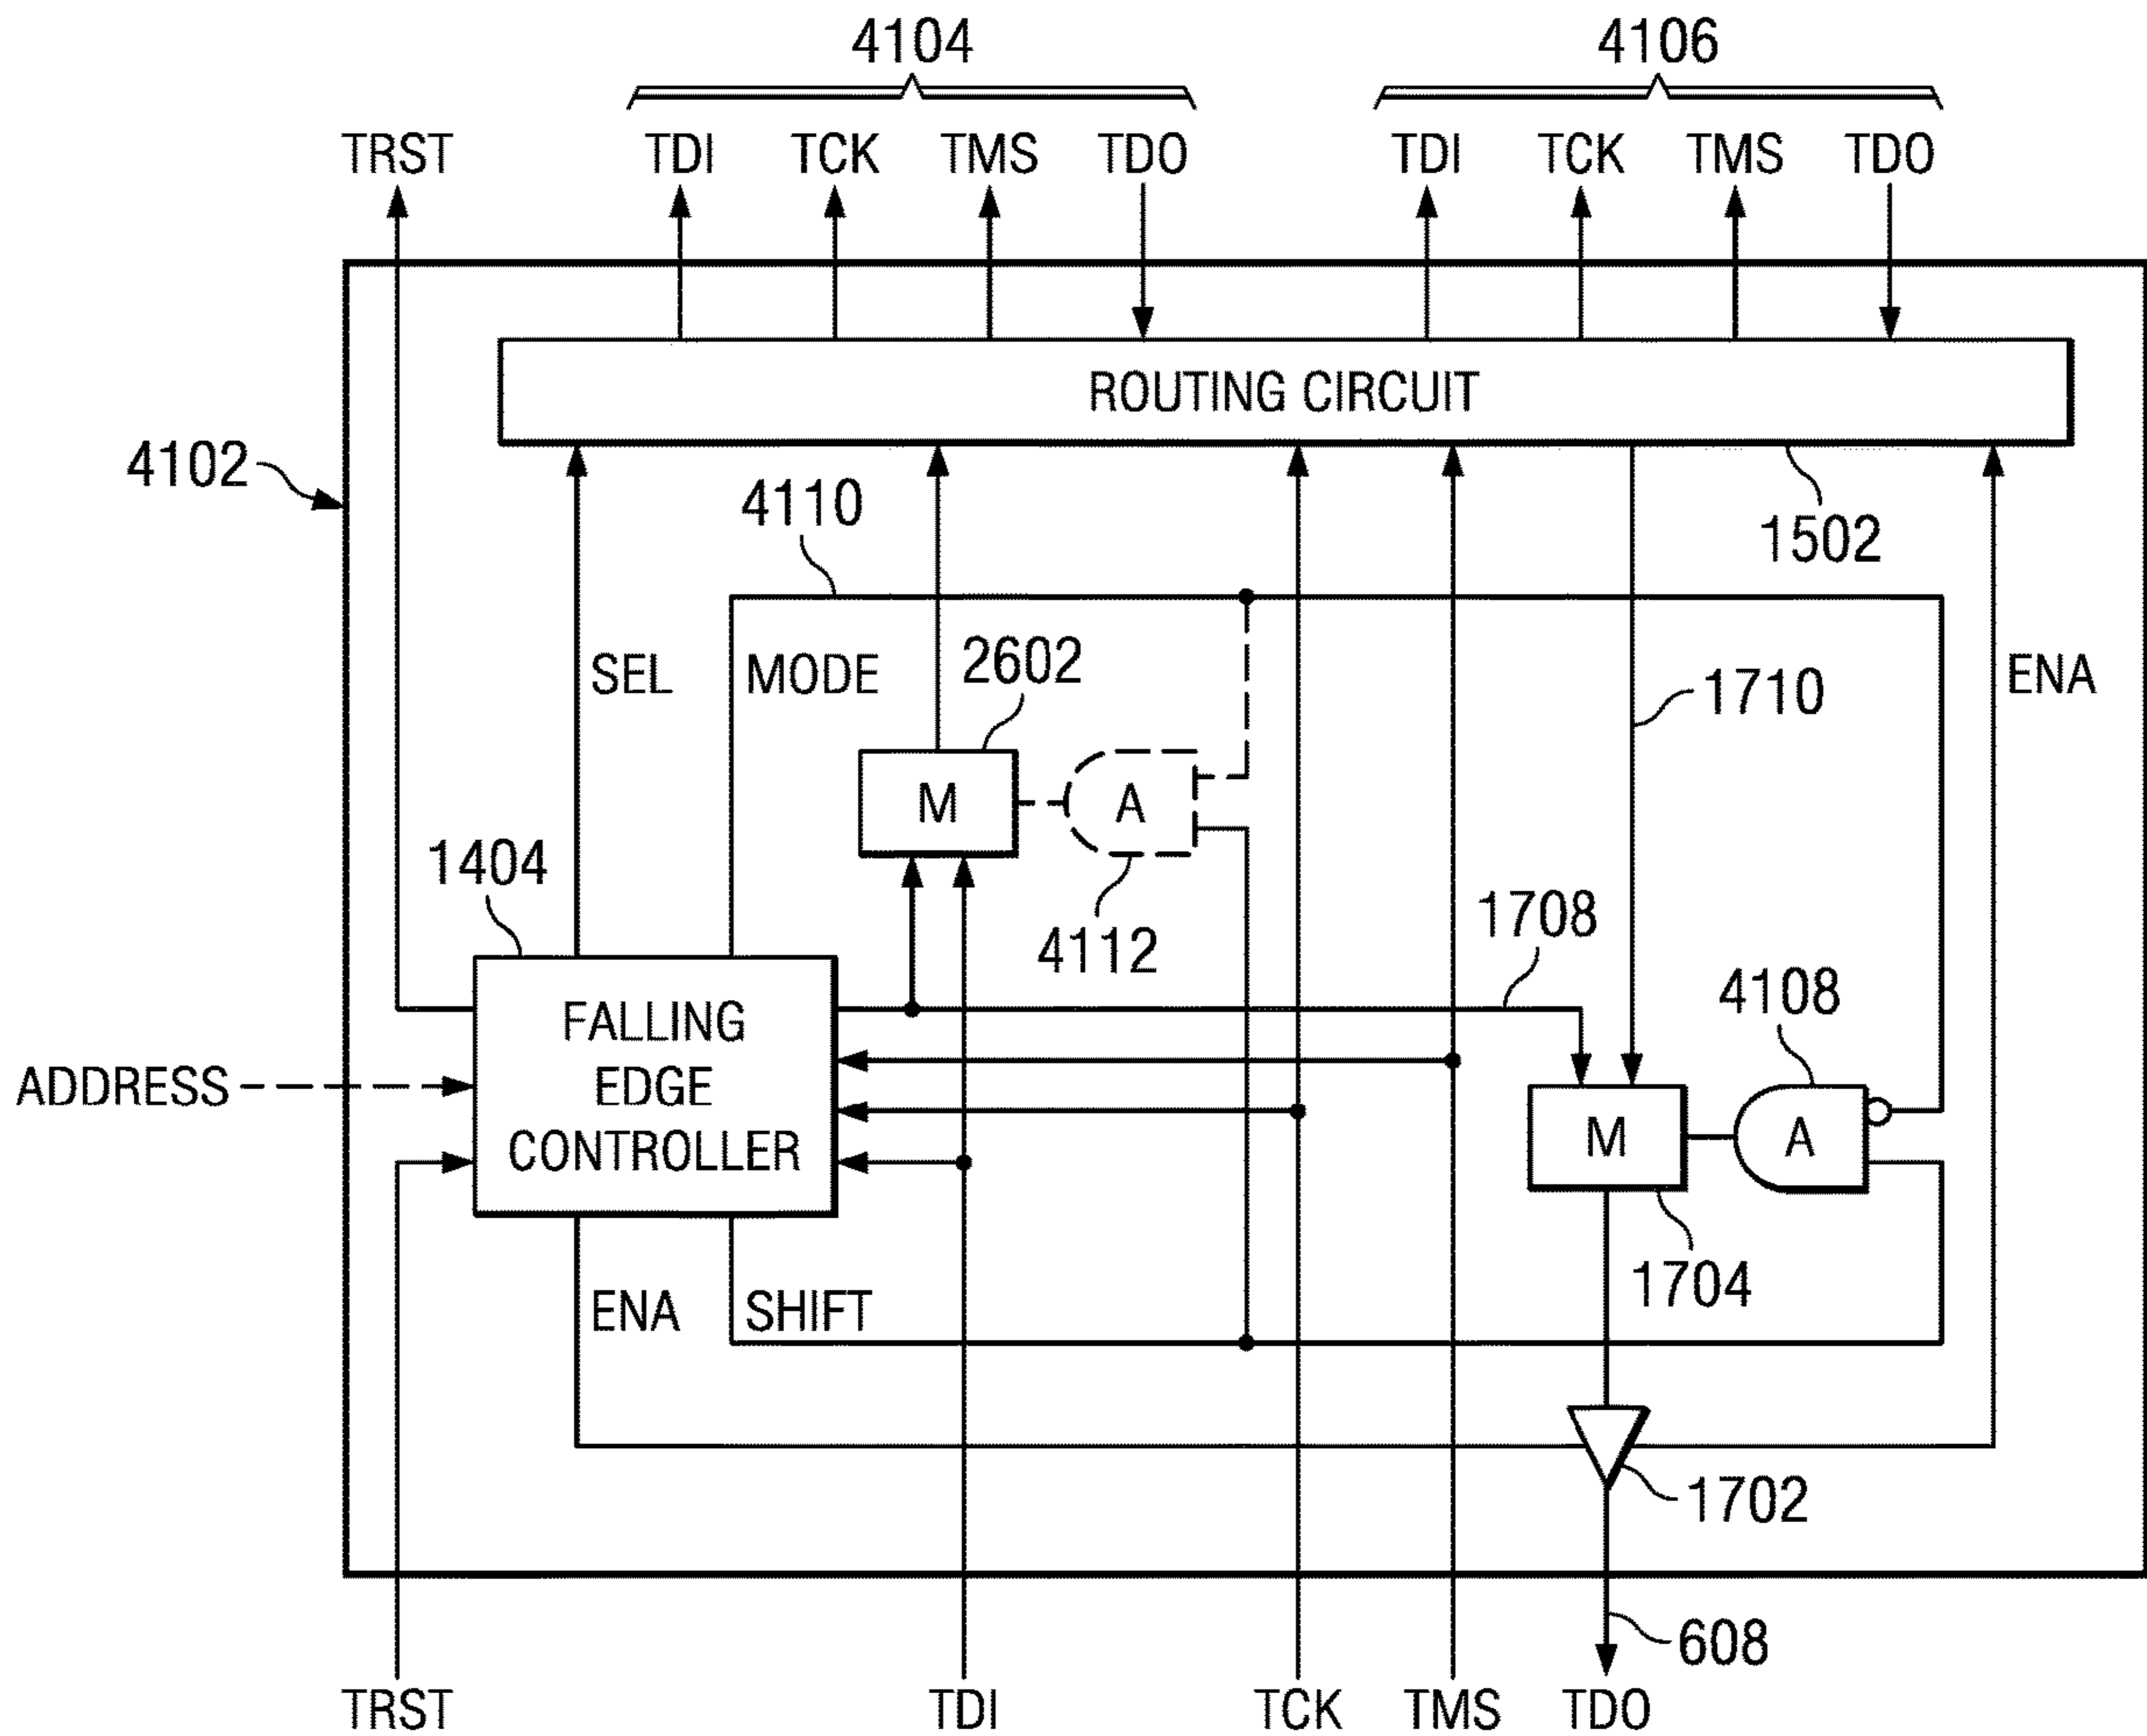 4104 4106
TRST TDI TCK TMS TDO TDI TCK TMS TDO
ROUTING CIRCUIT
4102
4110
1502
SEL MODE 2602 1710 ENA
M A
1404
4112
1708
4108
FALLING
EDGE
CONTROLLER
ADDRESS
M A
1704
ENA SHIFT
1702
608
TRST TDI TCK TMS TDO